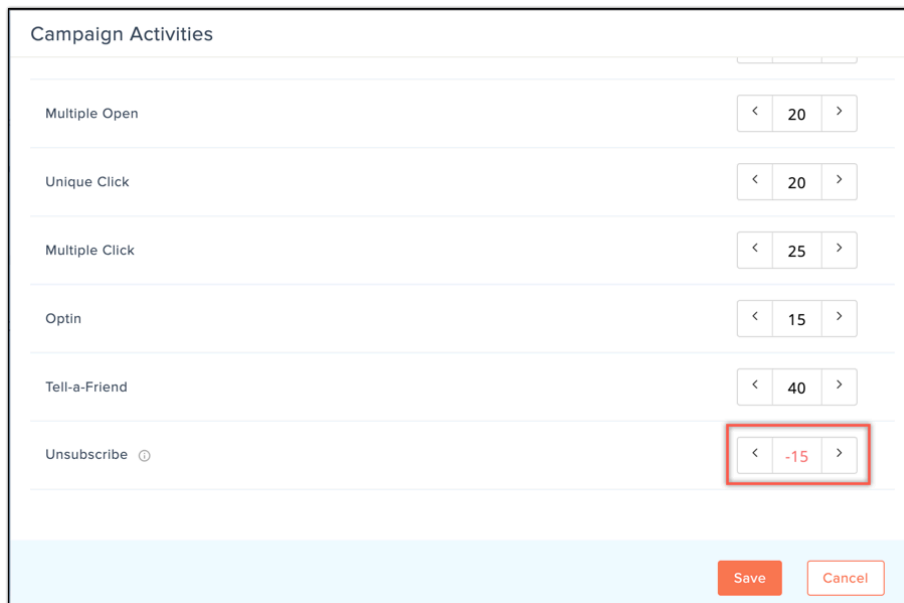 Campaign Activities
Multiple Open
20
Unique Click
20
Multiple Click
25
Optin
15
Tell-a-Friend
40
Unsubscribe
-15
Save
Cancel